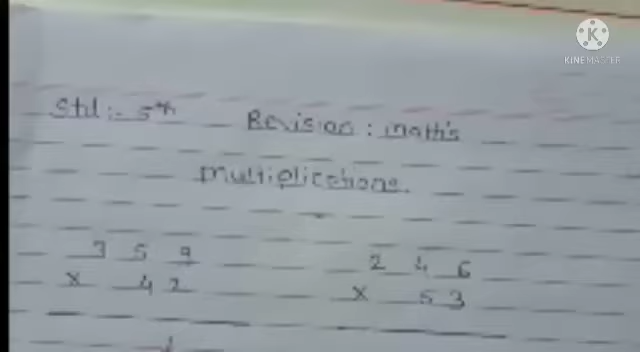 K
KINEMASTER
Std :- 5th Revision : math's
multiplications.
3 5 9 2 4 6
x 4 2 x 5 3